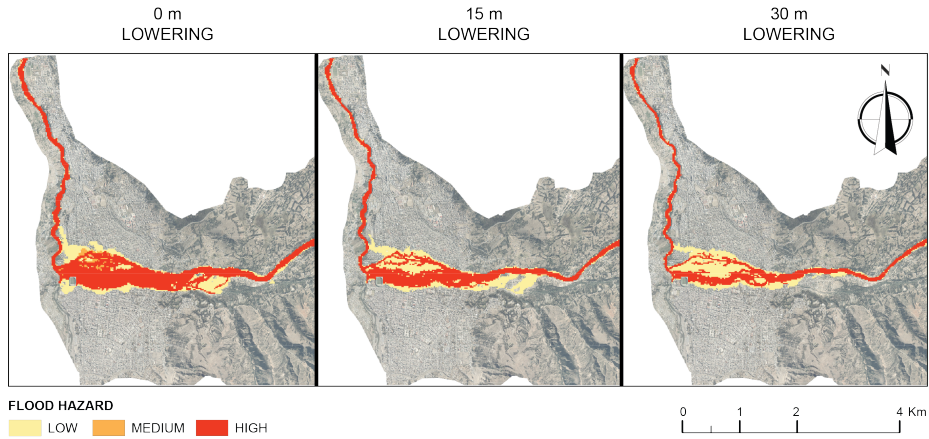 0 m
LOWERING
15 m
LOWERING
30 m
LOWERING
N
FLOOD HAZARD
LOW
MEDIUM
HIGH
0 1 2 4 Km